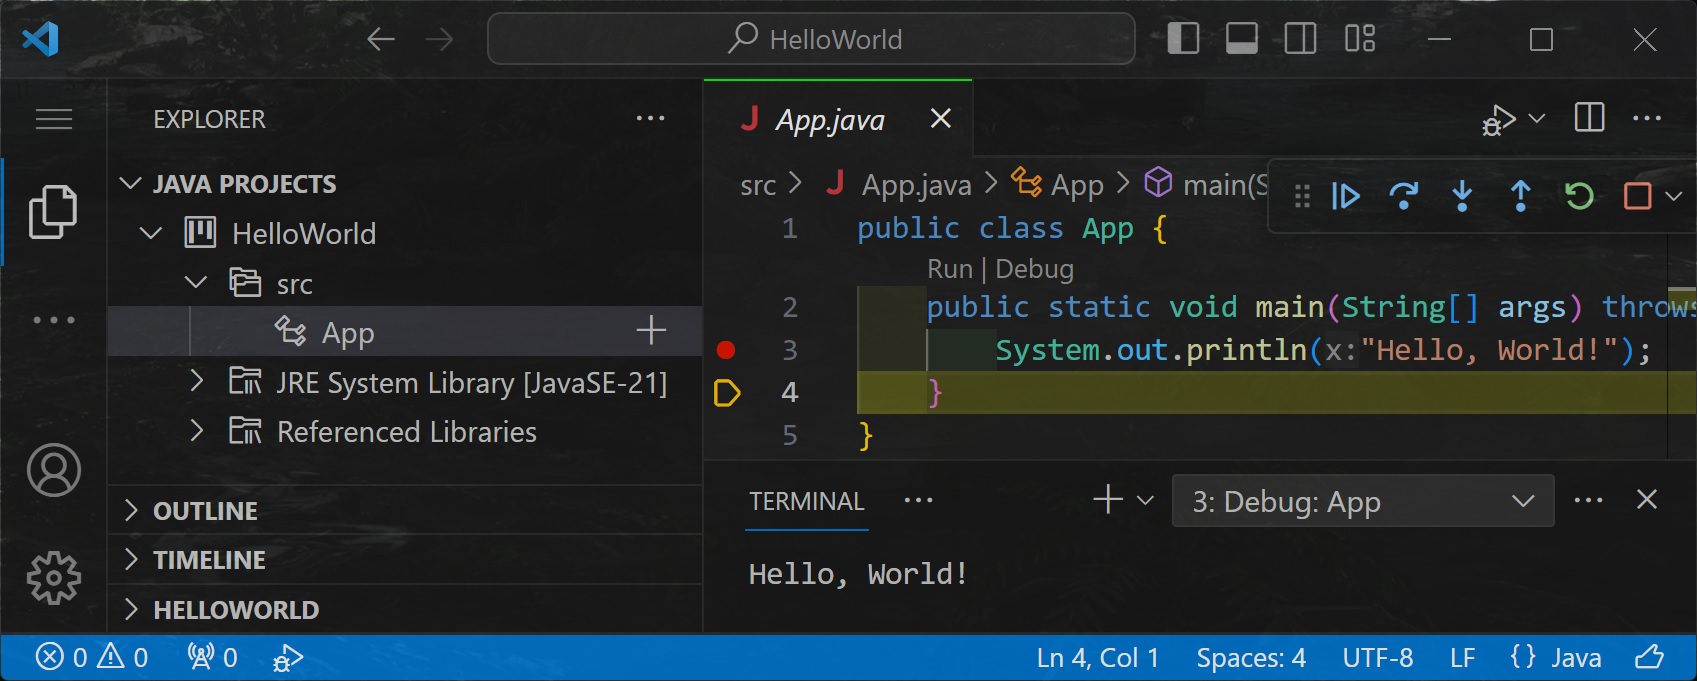 HelloWorld
EXPLORER
JAVA PROJECTS
HelloWorld
src
App
JRE System Library [JavaSE-21]
Referenced Libraries
OUTLINE
TIMELINE
HELLOWORLD
J App.java
src > J App.java > App > main(S
1 public class App {
Run | Debug
2 public static void main(String[] args) throws
3 System.out.println(x:"Hello, World!");
4 }
5 }
TERMINAL
3: Debug: App
Hello, World!
0 0 0
Ln 4, Col 1 Spaces: 4 UTF-8 LF {} Java